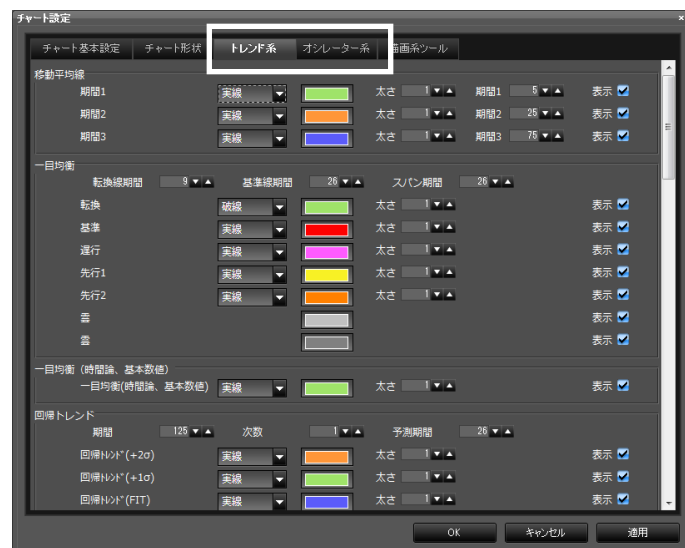 チャート設定 ×
チャート基本設定 チャート形状 トレンド系 オシレーター系 描画系ツール
移動平均線
期間1 実線 太さ 1 期間1 5 表示
期間2 実線 太さ 1 期間2 25 表示
期間3 実線 太さ 1 期間3 75 表示
一目均衡
転換線期間 9 基準線期間 26 スパン期間 26
転換 破線 太さ 1 表示
基準 実線 太さ 1 表示
遅行 実線 太さ 1 表示
先行1 実線 太さ 1 表示
先行2 実線 太さ 1 表示
雲 表示
雲 表示
一目均衡(時間論、基本数値)
一目均衡(時間論、基本数値) 実線 太さ 1 表示
回帰トレンド
期間 125 次数 1 予測期間 26
回帰トレンド(+2σ) 実線 太さ 1 表示
回帰トレンド(+1σ) 実線 太さ 1 表示
回帰トレンド(FIT) 実線 太さ 1 表示
OK キャンセル 適用